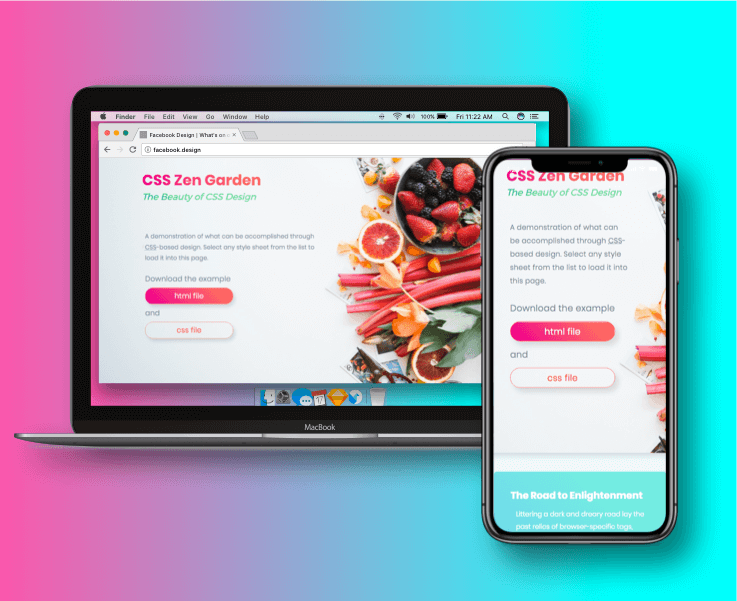 Finder File Edit View Go Window Help 100% Fri 11:22 AM
Facebook Design | What's on
facebook.design
CSS Zen Garden
The Beauty of CSS Design
A demonstration of what can be accomplished through
CSS-based design. Select any style sheet from the list to
load it into this page.
Download the example
html file
and
css file
MacBook
CSS Zen Garden
The Beauty of CSS Design
A demonstration of what can
be accomplished through CSS-
based design. Select any style
sheet from the list to load it into
this page.
Download the example
html file
and
css file
The Road to Enlightenment
Littering a dark and dreary road lay the
past relics of browser-specific tags,